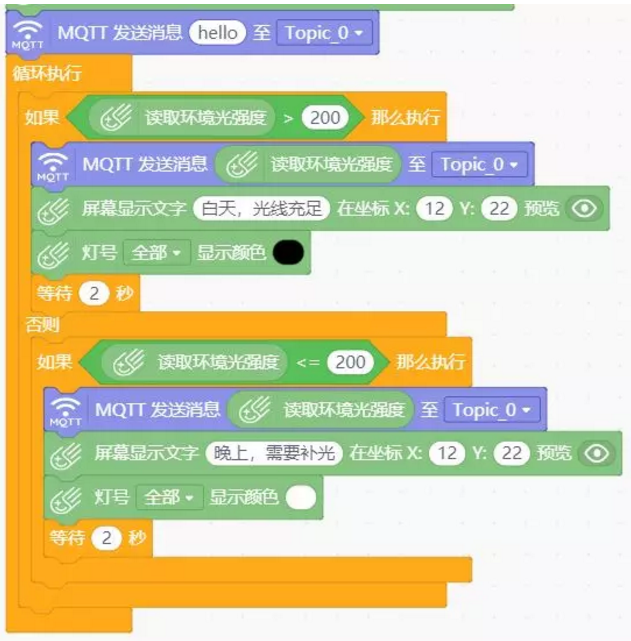 MQTT MQTT 发送消息 hello 至 Topic_0
循环执行
如果 读取环境光强度 > 200 那么执行
MQTT MQTT 发送消息 读取环境光强度 至 Topic_0
屏幕显示文字 白天，光线充足 在坐标 X: 12 Y: 22 预览
灯号 全部 显示颜色
等待 2 秒
否则
如果 读取环境光强度 <= 200 那么执行
MQTT MQTT 发送消息 读取环境光强度 至 Topic_0
屏幕显示文字 晚上，需要补光 在坐标 X: 12 Y: 22 预览
灯号 全部 显示颜色
等待 2 秒